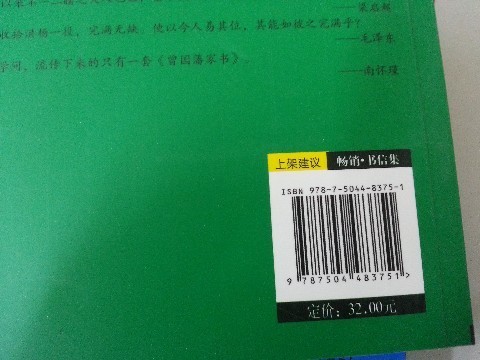 ——梁启超
收拾洪杨一役，完满无缺。使以今人易其位，其能如彼之完满乎？
——毛泽东
学问，流传下来的只有一套《曾国藩家书》。
——南怀瑾
上架建议 畅销·书信集
ISBN 978-7-5044-8375-1
9 787504 483751>
定价：32.00元